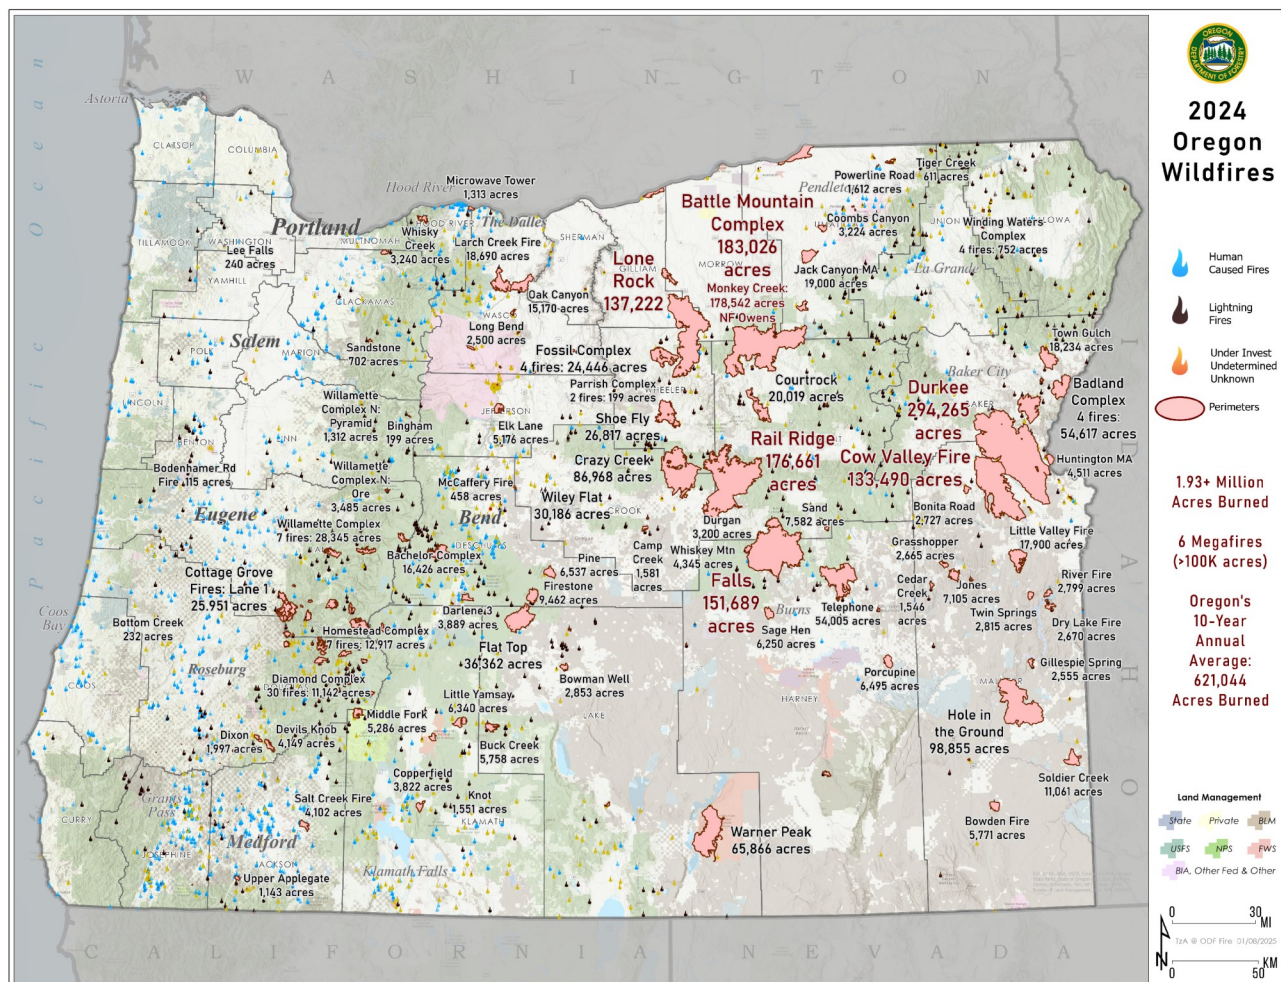 WASHINGTON
Pacific Ocean
Astoria
CLATSOP
COLUMBIA
Hood River
Microwave Tower
1,313 acres
Tiger Creek
611 acres
Powerline Road
1,612 acres
Pendleton
Portland
HOOD RIVER
The Dalles
MULTNOMAH
Whisky
Creek
3,240 acres
Larch Creek Fire
18,690 acres
SHERMAN
Battle Mountain
Complex
183,026
acres
Monkey Creek:
178,542 acres
NF Owens
MORROW
Coombs Canyon
3,224 acres
UNION
Winding Waters
Complex
4 fires: 752 acres
TILLAMOOK
WASHINGTON
Lee Falls
240 acres
YAMHILL
CLACKAMAS
Lone
Rock
137,222
GILLIAM
Jack Canyon MA
19,000 acres
La Grande
Oak Canyon
15,170 acres
WASCO
Long Bend
2,500 acres
Salem
MARION
POLK
Sandstone
702 acres
Fossil Complex
4 fires: 24,446 acres
Town Gulch
18,234 acres
Parrish Complex
2 fires: 199 acres
WHEELER
Courtrock
20,019 acres
Baker City
BAKER
Durkee
294,265
acres
Badland
Complex
4 fires:
54,617 acres
LINCOLN
BENTON
LINN
Willamette
Complex N:
Pyramid
1,312 acres
Bingham
199 acres
JEFFERSON
Elk Lane
5,176 acres
Shoe Fly
26,817 acres
Rail Ridge
176,661
acres
Cow Valley Fire
133,490 acres
Huntington MA
4,511 acres
Bodenhamer Rd
Fire 115 acres
Willamette
Complex N:
Ore
3,485 acres
McCaffery Fire
458 acres
Crazy Creek
86,968 acres
Wiley Flat
30,186 acres
CROOK
Eugene
Willamette Complex
7 fires: 28,345 acres
Bend
DESCHUTES
Durgan
3,200 acres
Sand
7,582 acres
Bonita Road
2,727 acres
Little Valley Fire
17,900 acres
Bachelor Complex
16,426 acres
Pine
6,537 acres
Camp
Creek
1,581
acres
Whiskey Mtn
4,345 acres
Grasshopper
2,665 acres
Cottage Grove
Fires: Lane 1
25,951 acres
Firestone
9,462 acres
Falls
151,689
acres
Burns
Cedar
Creek
1,546
acres
Jones
7,105 acres
River Fire
2,799 acres
Coos
Bay
Bottom Creek
232 acres
Darlene 3
3,889 acres
Telephone
54,005 acres
Twin Springs
2,815 acres
Dry Lake Fire
2,670 acres
Homestead Complex
7 fires: 12,917 acres
Flat Top
36,362 acres
Sage Hen
6,250 acres
Roseburg
Bowman Well
2,853 acres
Porcupine
6,495 acres
Gillespie Spring
2,555 acres
COOS
DOUGLAS
Diamond Complex
30 fires: 11,142 acres
Little Yamsay
6,340 acres
LAKE
HARNEY
MALHEUR
Hole in
the Ground
98,855 acres
Middle Fork
5,286 acres
Dixon
1,997 acres
Devils Knob
4,149 acres
Buck Creek
5,758 acres
Soldier Creek
11,061 acres
Copperfield
3,822 acres
Grants
Pass
Salt Creek Fire
4,102 acres
Knot
1,551 acres
KLAMATH
CURRY
JOSEPHINE
Medford
JACKSON
Warner Peak
65,866 acres
Bowden Fire
5,771 acres
Upper Applegate
1,143 acres
Klamath Falls
CALIFORNIA
NEVADA
IDAHO
OREGON
DEPARTMENT OF FORESTRY
2024
Oregon
Wildfires
Human
Caused Fires
Lightning
Fires
Under Invest
Undetermined
Unknown
Perimeters
1.93+ Million
Acres Burned
6 Megafires
(>100K acres)
Oregon's
10-Year
Annual
Average:
621,044
Acres Burned
Land Management
State
Private
BLM
USFS
NPS
FWS
BIA, Other Fed & Other
0 30 MI
TzA @ ODF Fire 01/08/2025
N
0 50 KM